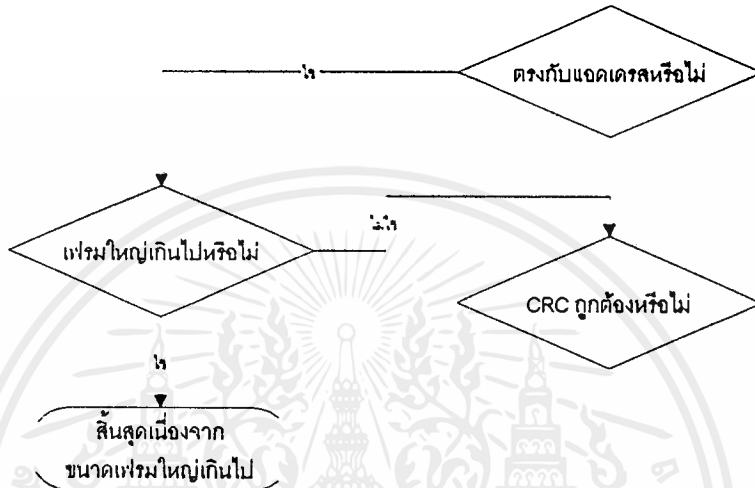 ตรงกับแอดเดรสหรือไม่
ใช่
เฟรมใหญ่เกินไปหรือไม่
ไม่ใช่
CRC ถูกต้องหรือไม่
ใช่
สิ้นสุดเนื่องจาก
ขนาดเฟรมใหญ่เกินไป